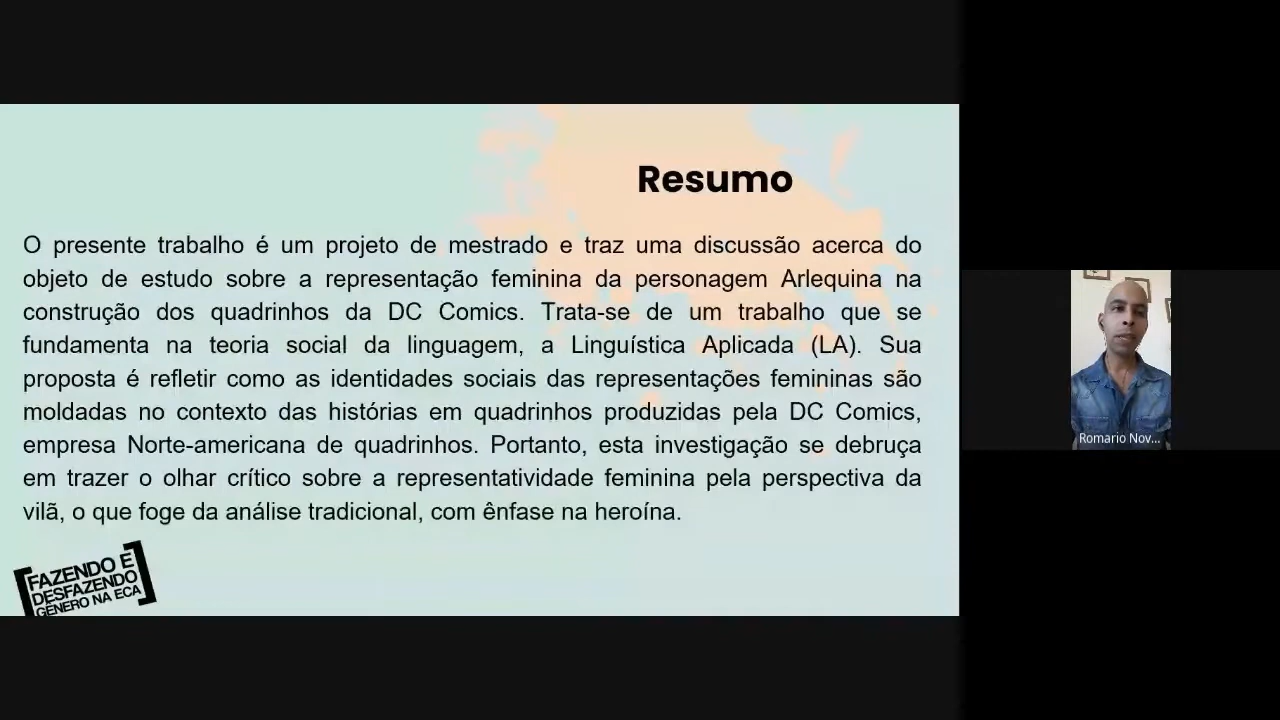 Resumo
O presente trabalho é um projeto de mestrado e traz uma discussão acerca do
objeto de estudo sobre a representação feminina da personagem Arlequina na
construção dos quadrinhos da DC Comics. Trata-se de um trabalho que se
fundamenta na teoria social da linguagem, a Linguística Aplicada (LA). Sua
proposta é refletir como as identidades sociais das representações femininas são
moldadas no contexto das histórias em quadrinhos produzidas pela DC Comics,
empresa Norte-americana de quadrinhos. Portanto, esta investigação se debruça
em trazer o olhar crítico sobre a representatividade feminina pela perspectiva da
vilã, o que foge da análise tradicional, com ênfase na heroína.
FAZENDO E
DESFAZENDO
GÊNERO NA ECA
Romario Nov...